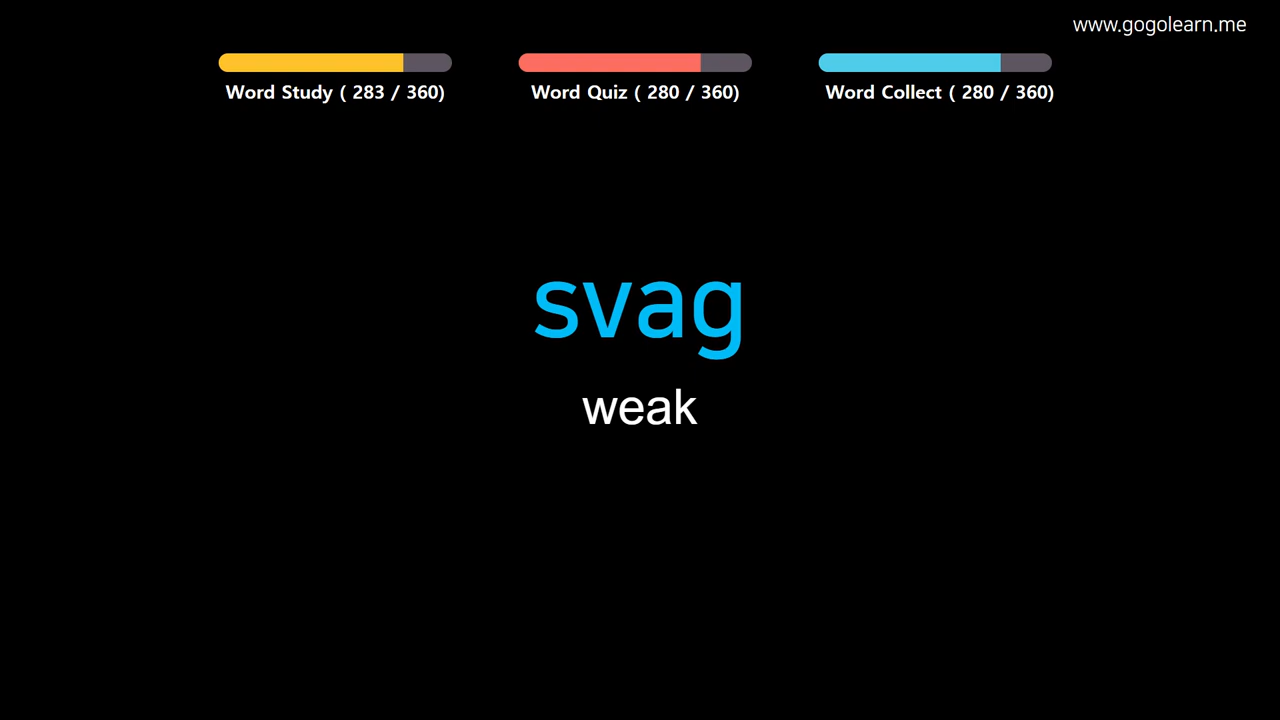 www.gogolearn.me
Word Study ( 283 / 360)
Word Quiz ( 280 / 360)
Word Collect ( 280 / 360)
svag
weak